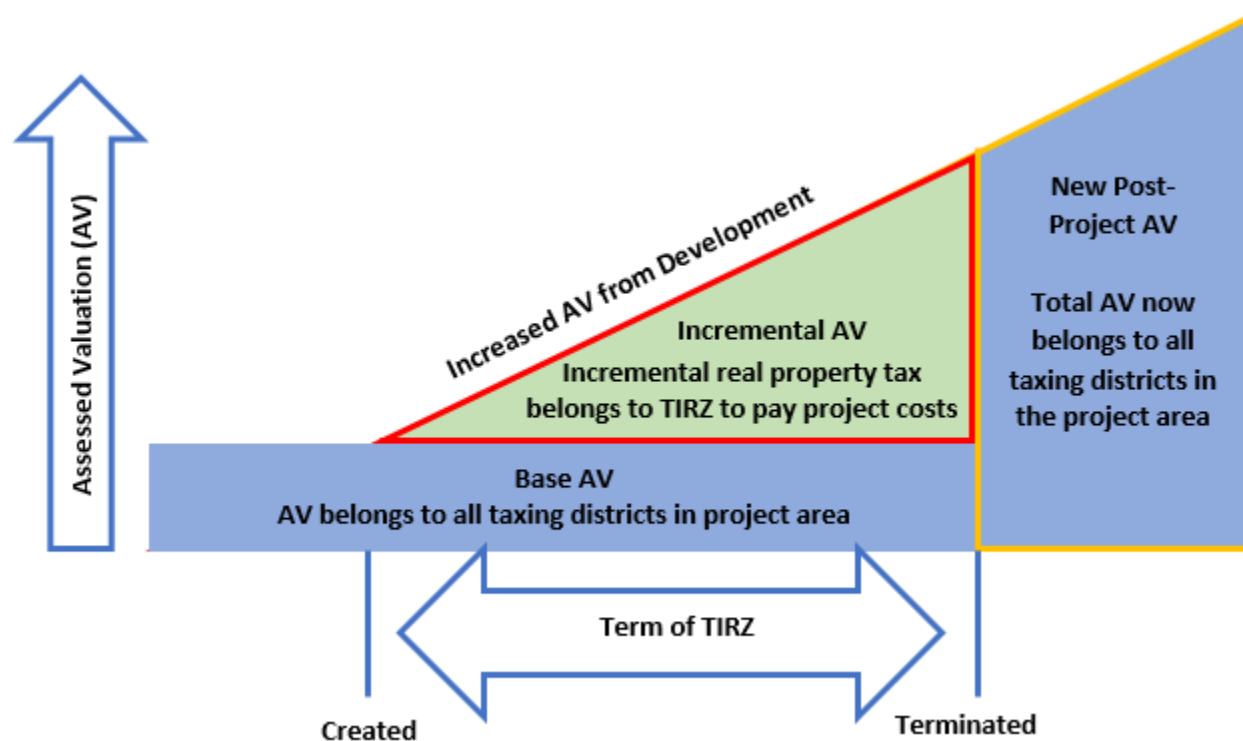 Assessed Valuation (AV)
Increased AV from Development
Incremental AV
Incremental real property tax
belongs to TIRZ to pay project costs
New Post-
Project AV
Total AV now
belongs to all
taxing districts in
the project area
Base AV
AV belongs to all taxing districts in project area
Term of TIRZ
Created
Terminated